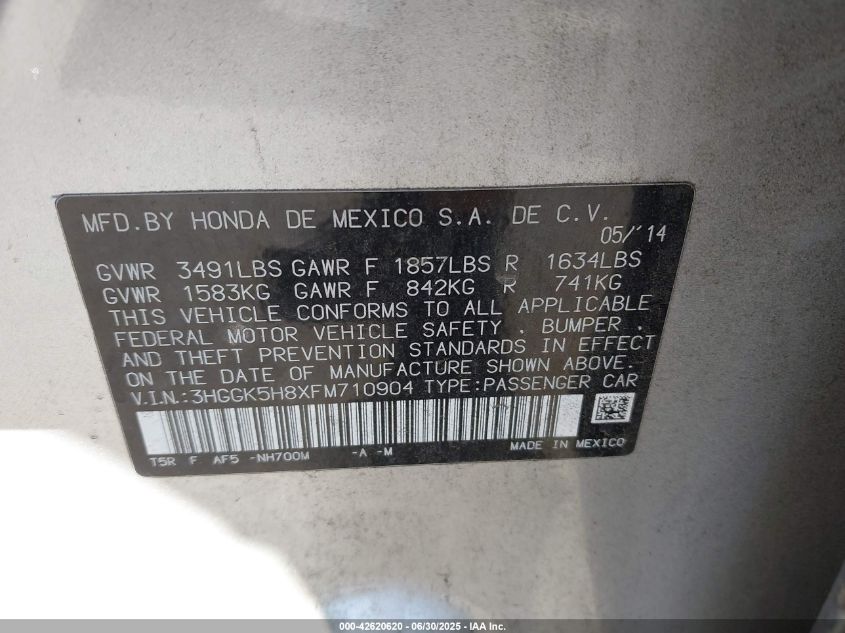 MFD.BY HONDA DE MEXICO S.A. DE C.V.
05/'14
GVWR 3491LBS GAWR F 1857LBS R 1634LBS
GVWR 1583KG GAWR F 842KG R 741KG
THIS VEHICLE CONFORMS TO ALL APPLICABLE
FEDERAL MOTOR VEHICLE SAFETY , BUMPER ,
AND THEFT PREVENTION STANDARDS IN EFFECT
ON THE DATE OF MANUFACTURE SHOWN ABOVE.
V.I.N.:3HGGK5H8XFM710904 TYPE:PASSENGER CAR
T5R F AF5 -NH700M -A -M MADE IN MEXICO
000-42620620 - 06/30/2025 - IAA Inc.